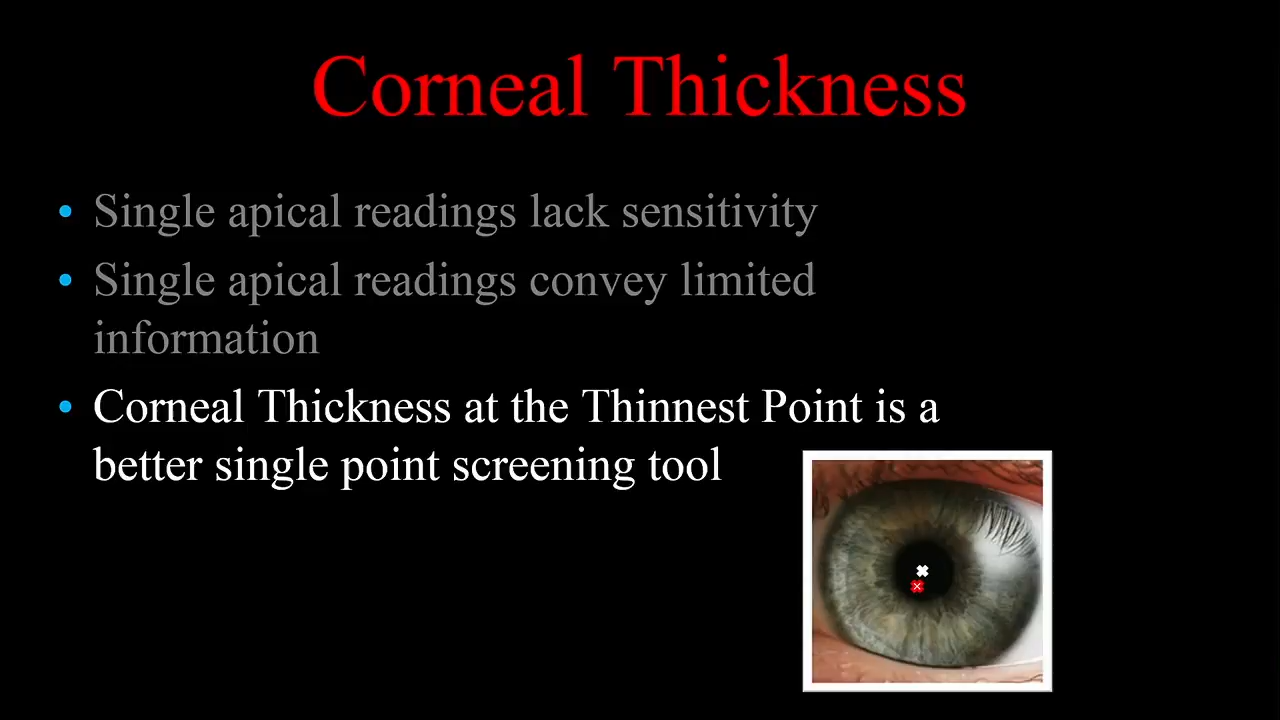 Corneal Thickness
• Single apical readings lack sensitivity
• Single apical readings convey limited
information
• Corneal Thickness at the Thinnest Point is a
better single point screening tool